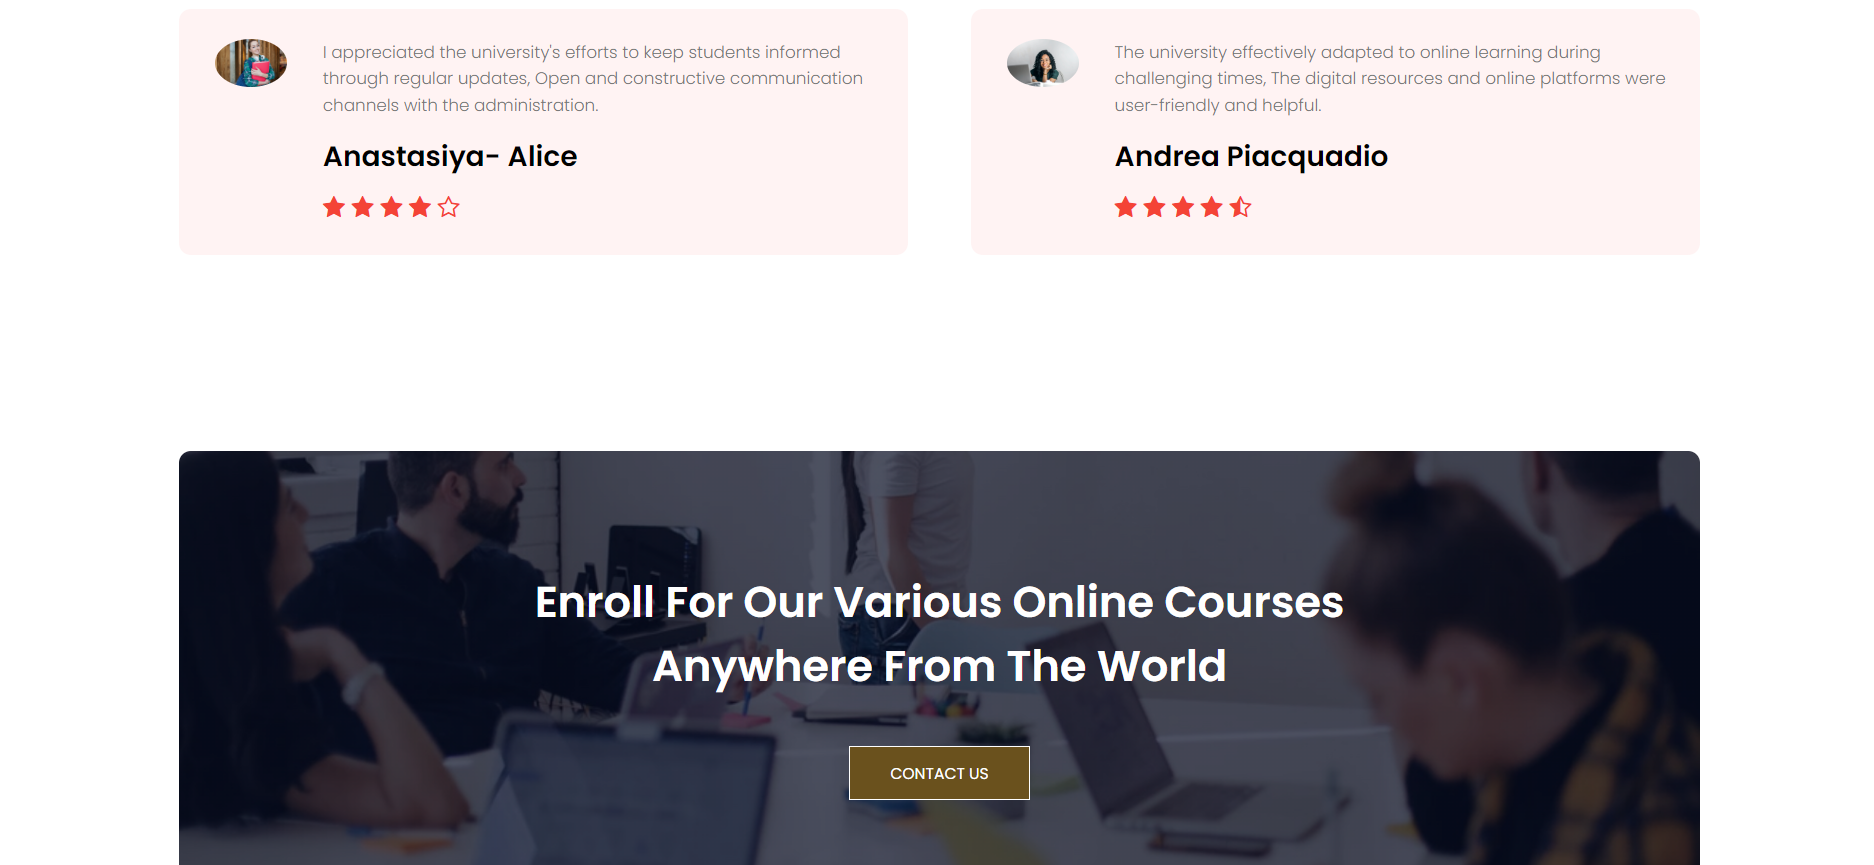 I appreciated the university's efforts to keep students informed
through regular updates, Open and constructive communication
channels with the administration.
Anastasiya- Alice
The university effectively adapted to online learning during
challenging times, The digital resources and online platforms were
user-friendly and helpful.
Andrea Piacquadio
Enroll For Our Various Online Courses
Anywhere From The World
CONTACT US